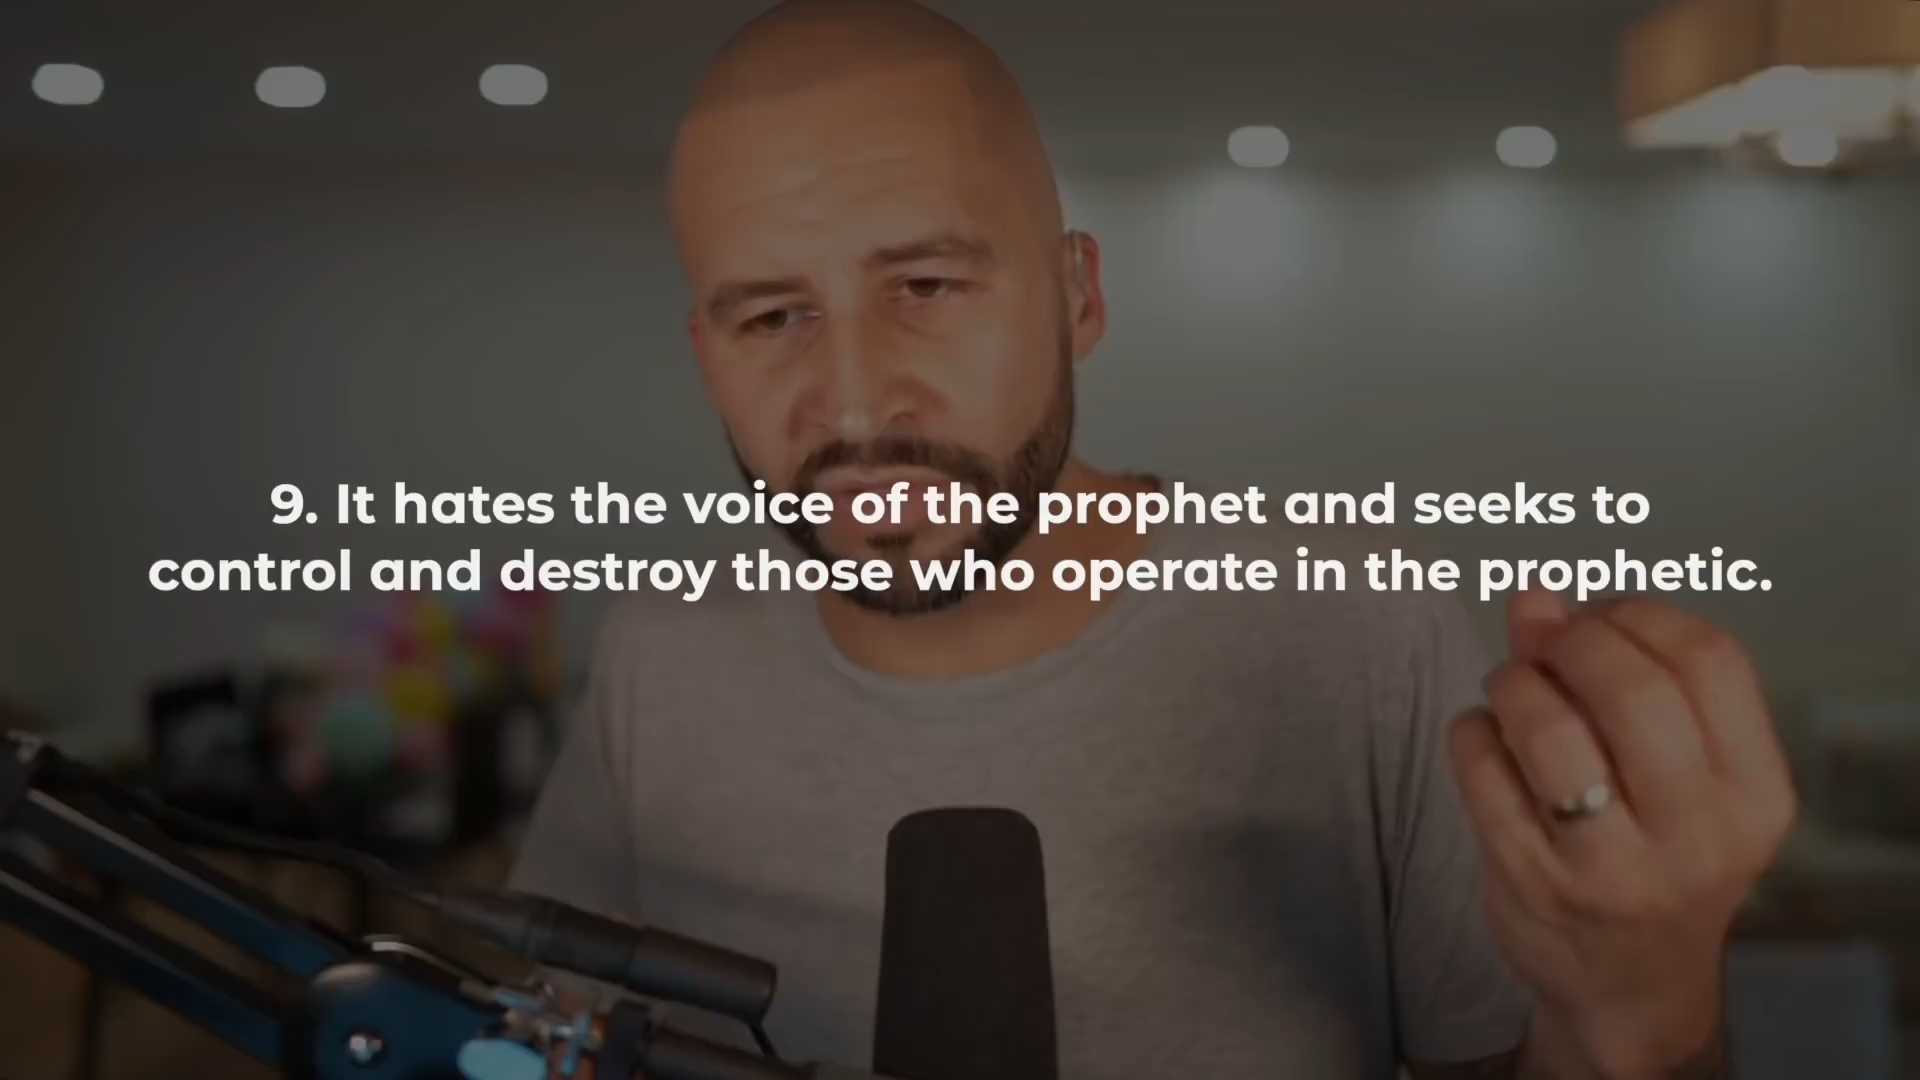 9. It hates the voice of the prophet and seeks to
control and destroy those who operate in the prophetic.